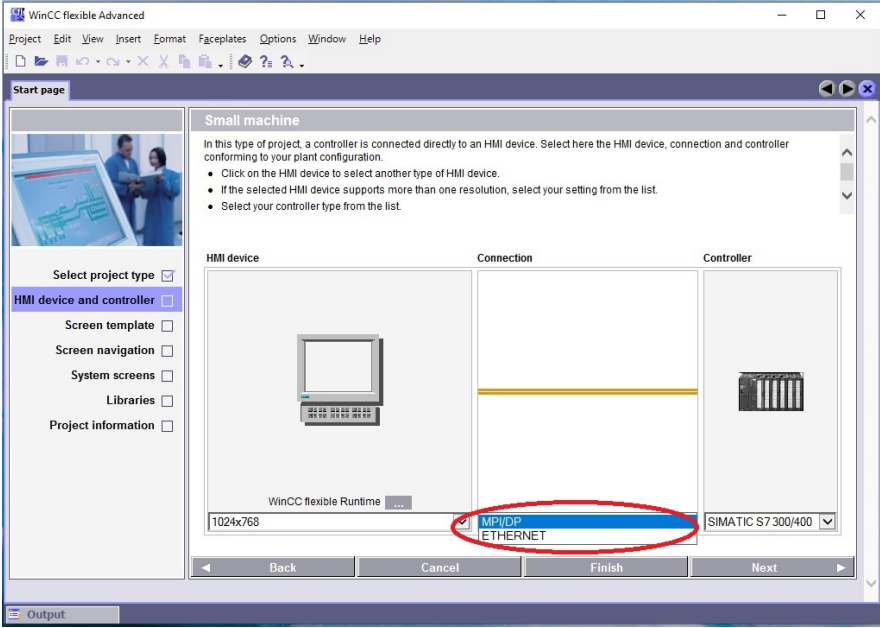 WinCC flexible Advanced
Project Edit View Insert Format Faceplates Options Window Help
Start page
Small machine
In this type of project, a controller is connected directly to an HMI device. Select here the HMI device, connection and controller
conforming to your plant configuration.
• Click on the HMI device to select another type of HMI device.
• If the selected HMI device supports more than one resolution, select your setting from the list.
• Select your controller type from the list.
HMI device Connection Controller
Select project type
HMI device and controller
Screen template
Screen navigation
System screens
Libraries
Project information
WinCC flexible Runtime ...
1024x768 MPI/DP SIMATIC S7 300/400
ETHERNET
Back Cancel Finish Next
Output